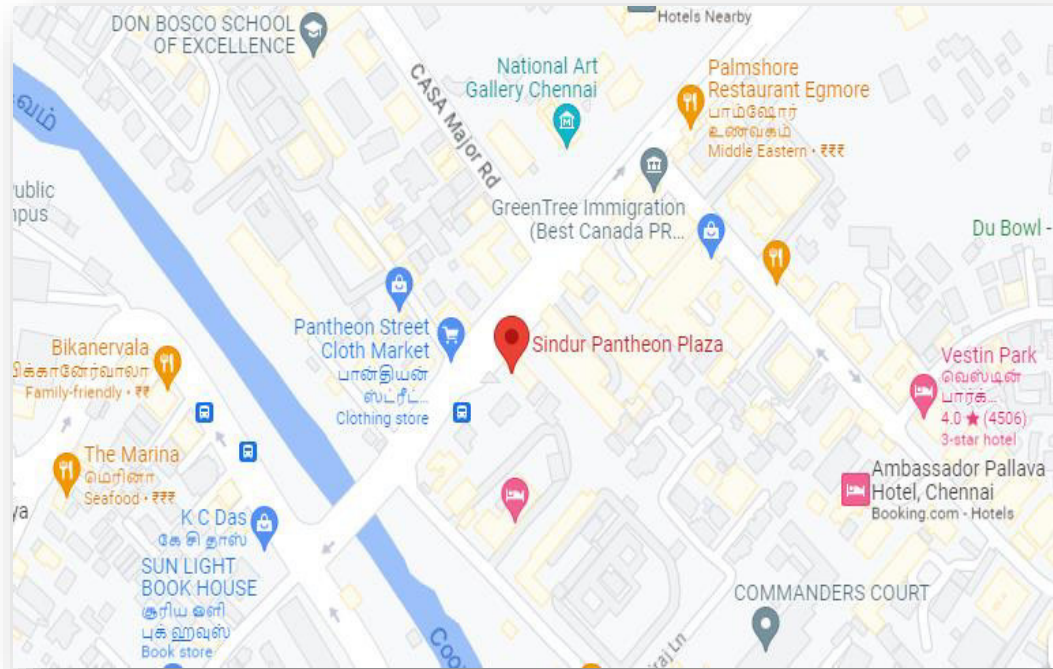 Hotels Nearby
DON BOSCO SCHOOL
OF EXCELLENCE
CASA Major Rd
National Art
Gallery Chennai
Palmshore
Restaurant Egmore
பாம்ஷோர்
உணவகம்
Middle Eastern • ₹₹₹
GreenTree Immigration
(Best Canada PR...
Du Bowl -
Pantheon Street
Cloth Market
பான்தியன்
ஸ்ட்ரீட்...
Clothing store
Sindur Pantheon Plaza
Bikanervala
Family-friendly • ₹₹
Vestin Park
வெஸ்டின்
பார்க்...
4.0 ★ (4506)
3-star hotel
The Marina
மெரினா
Seafood • ₹₹₹
Ambassador Pallava
Hotel, Chennai
Booking.com - Hotels
K C Das
கே சி தாஸ்
SUN LIGHT
BOOK HOUSE
சூரிய ஒளி
புக் ஹவுஸ்
Book store
COMMANDERS COURT